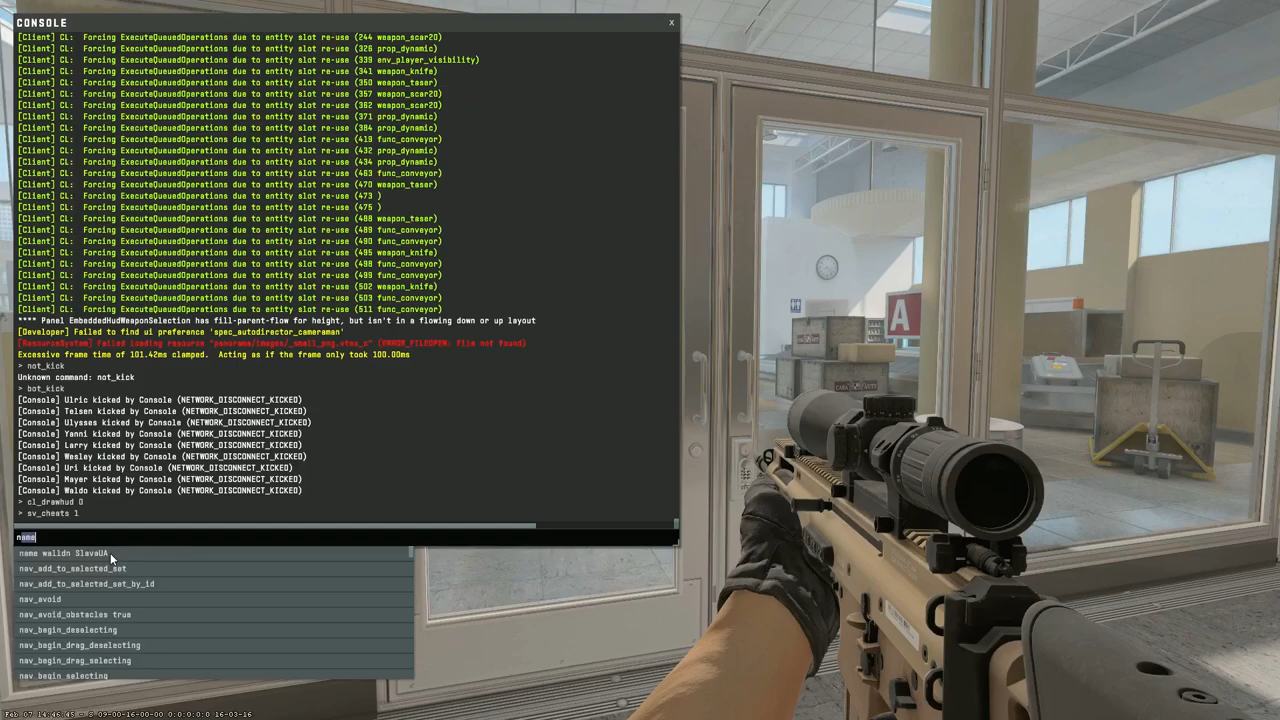 CONSOLE
X
[Client] CL:  Forcing ExecuteQueuedOperations due to entity slot re-use (244 weapon_scar20)
[Client] CL:  Forcing ExecuteQueuedOperations due to entity slot re-use (326 prop_dynamic)
[Client] CL:  Forcing ExecuteQueuedOperations due to entity slot re-use (339 env_player_visibility)
[Client] CL:  Forcing ExecuteQueuedOperations due to entity slot re-use (341 weapon_knife)
[Client] CL:  Forcing ExecuteQueuedOperations due to entity slot re-use (350 weapon_taser)
[Client] CL:  Forcing ExecuteQueuedOperations due to entity slot re-use (357 weapon_scar20)
[Client] CL:  Forcing ExecuteQueuedOperations due to entity slot re-use (362 weapon_scar20)
[Client] CL:  Forcing ExecuteQueuedOperations due to entity slot re-use (371 prop_dynamic)
[Client] CL:  Forcing ExecuteQueuedOperations due to entity slot re-use (384 prop_dynamic)
[Client] CL:  Forcing ExecuteQueuedOperations due to entity slot re-use (419 func_conveyor)
[Client] CL:  Forcing ExecuteQueuedOperations due to entity slot re-use (432 prop_dynamic)
[Client] CL:  Forcing ExecuteQueuedOperations due to entity slot re-use (434 prop_dynamic)
[Client] CL:  Forcing ExecuteQueuedOperations due to entity slot re-use (463 func_conveyor)
[Client] CL:  Forcing ExecuteQueuedOperations due to entity slot re-use (470 weapon_taser)
[Client] CL:  Forcing ExecuteQueuedOperations due to entity slot re-use (473 )
[Client] CL:  Forcing ExecuteQueuedOperations due to entity slot re-use (475 )
[Client] CL:  Forcing ExecuteQueuedOperations due to entity slot re-use (488 weapon_taser)
[Client] CL:  Forcing ExecuteQueuedOperations due to entity slot re-use (489 func_conveyor)
[Client] CL:  Forcing ExecuteQueuedOperations due to entity slot re-use (490 func_conveyor)
[Client] CL:  Forcing ExecuteQueuedOperations due to entity slot re-use (495 weapon_knife)
[Client] CL:  Forcing ExecuteQueuedOperations due to entity slot re-use (498 func_conveyor)
[Client] CL:  Forcing ExecuteQueuedOperations due to entity slot re-use (499 func_conveyor)
[Client] CL:  Forcing ExecuteQueuedOperations due to entity slot re-use (502 weapon_knife)
[Client] CL:  Forcing ExecuteQueuedOperations due to entity slot re-use (503 func_conveyor)
[Client] CL:  Forcing ExecuteQueuedOperations due to entity slot re-use (511 func_conveyor)
**** Panel EmbeddedHudWeaponSelection has fill-parent-flow for height, but isn't in a flowing down or up layout
[Developer] Failed to find ui preference 'spec_autodirector_cameraman'
[ResourceSystem] Failed loading resource "panorama/images/_small_png.vtex_c" (ERROR_FILEOPEN: File not found)
Excessive frame time of 101.42ms clamped.  Acting as if the frame only took 100.00ms
> not_kick
Unknown command: not_kick
> bot_kick
[Console] Ulric kicked by Console (NETWORK_DISCONNECT_KICKED)
[Console] Telsen kicked by Console (NETWORK_DISCONNECT_KICKED)
[Console] Ulysses kicked by Console (NETWORK_DISCONNECT_KICKED)
[Console] Yanni kicked by Console (NETWORK_DISCONNECT_KICKED)
[Console] Larry kicked by Console (NETWORK_DISCONNECT_KICKED)
[Console] Wesley kicked by Console (NETWORK_DISCONNECT_KICKED)
[Console] Uri kicked by Console (NETWORK_DISCONNECT_KICKED)
[Console] Mayer kicked by Console (NETWORK_DISCONNECT_KICKED)
[Console] Waldo kicked by Console (NETWORK_DISCONNECT_KICKED)
> cl_drawhud 0
> sv_cheats 1
name
name walldn SlavaUA
nav_add_to_selected_set
nav_add_to_selected_set_by_id
nav_avoid
nav_avoid_obstacles true
nav_begin_deselecting
nav_begin_drag_deselecting
nav_begin_drag_selecting
nav_begin_selecting
A